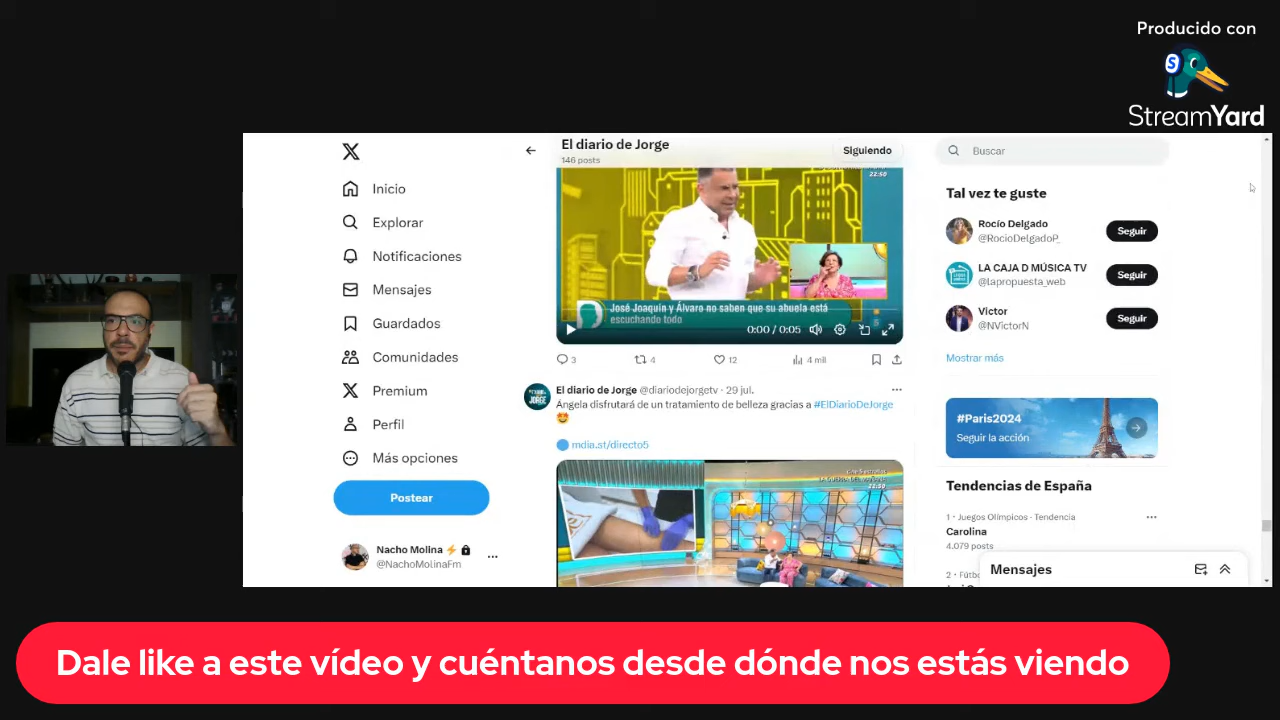 Producido con
StreamYard
El diario de Jorge
146 posts
Siguiendo
Buscar
Inicio
Explorar
Notificaciones
Mensajes
Guardados
Comunidades
Premium
Perfil
Más opciones
Postear
Nacho Molina⚡
@NachoMolinaFm
22:50
José Joaquín y Álvaro no saben que su abuela está
escuchando todo
0:00 / 0:05
3
4
12
4 mil
El diario de Jorge @diariodejorgetv · 29 jul.
Ángela disfrutará de un tratamiento de belleza gracias a #ElDiarioDeJorge
🤩
mdia.st/directo5
22:50
Tal vez te guste
Rocío Delgado
@RocioDelgadoP_
Seguir
LA CAJA D MÚSICA TV
@lapropuesta_web
Seguir
Victor
@NVictorN
Seguir
Mostrar más
#Paris2024
Seguir la acción
Tendencias de España
1 · Juegos Olímpicos · Tendencia
Carolina
4.079 posts
Mensajes
Dale like a este vídeo y cuéntanos desde dónde nos estás viendo